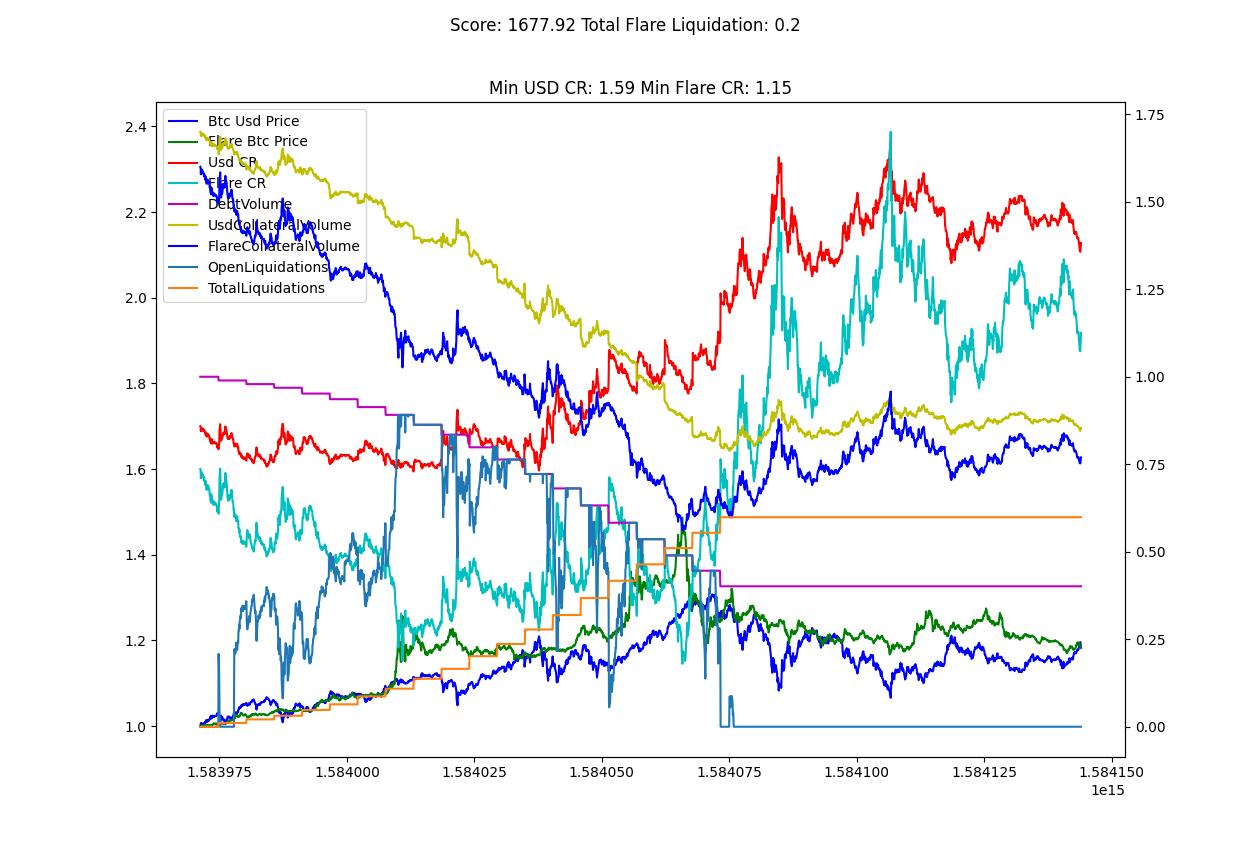 Score: 1677.92 Total Flare Liquidation: 0.2
Min USD CR: 1.59 Min Flare CR: 1.15
Btc Usd Price
Flare Btc Price
Usd CR
Flare CR
DebtVolume
UsdCollateralVolume
FlareCollateralVolume
OpenLiquidations
TotalLiquidations
2.4
2.2
2.0
1.8
1.6
1.4
1.2
1.0
1.75
1.50
1.25
1.00
0.75
0.50
0.25
0.00
1.583975 1.584000 1.584025 1.584050 1.584075 1.584100 1.584125 1.584150
1e15